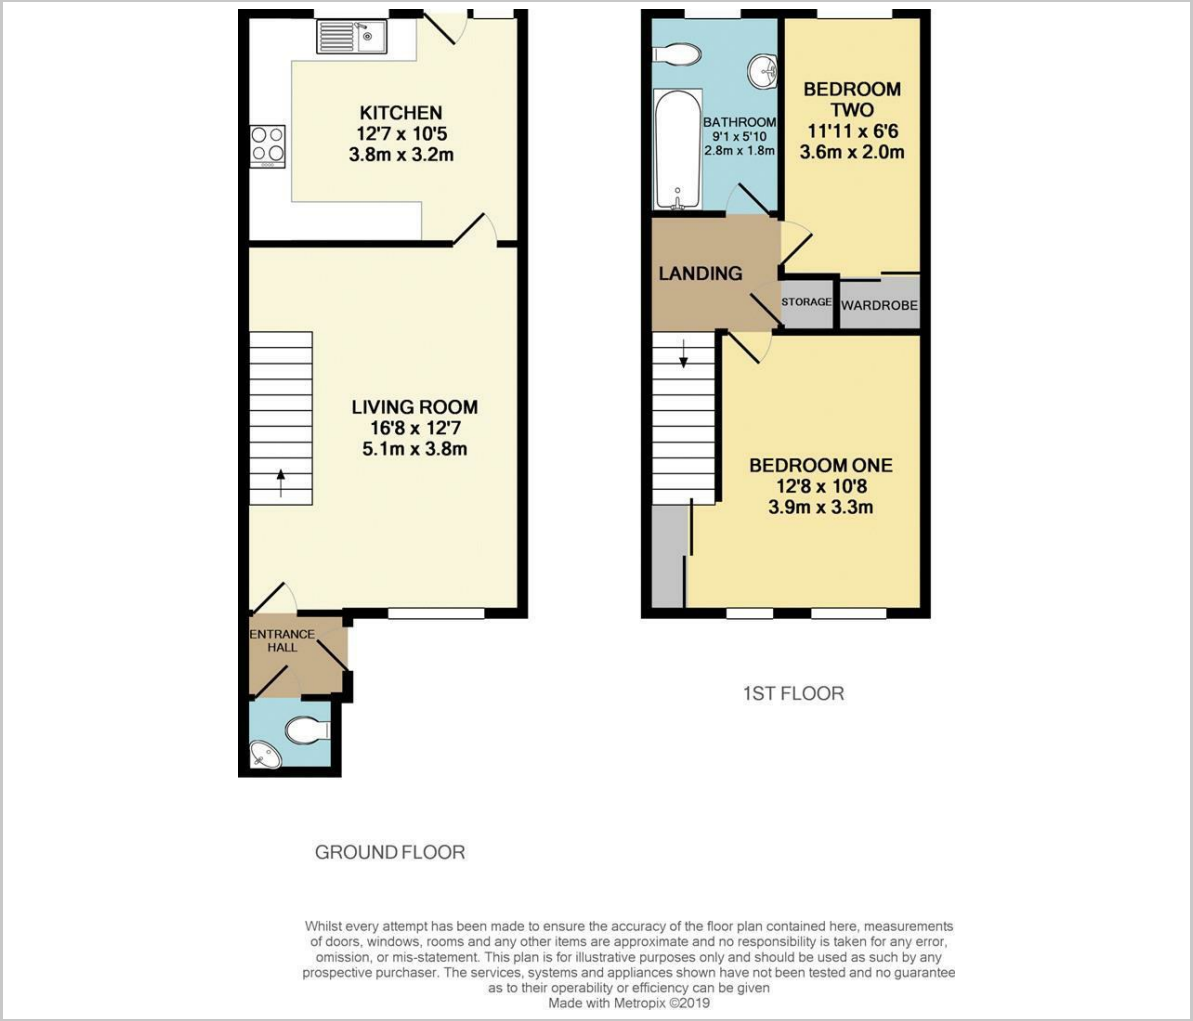 KITCHEN
12'7 x 10'5
3.8m x 3.2m
LIVING ROOM
16'8 x 12'7
5.1m x 3.8m
ENTRANCE
HALL
GROUND FLOOR
BATHROOM
9'1 x 5'10
2.8m x 1.8m
BEDROOM
TWO
11'11 x 6'6
3.6m x 2.0m
LANDING
STORAGE
WARDROBE
BEDROOM ONE
12'8 x 10'8
3.9m x 3.3m
1ST FLOOR
Whilst every attempt has been made to ensure the accuracy of the floor plan contained here, measurements
of doors, windows, rooms and any other items are approximate and no responsibility is taken for any error,
omission, or mis-statement. This plan is for illustrative purposes only and should be used as such by any
prospective purchaser. The services, systems and appliances shown have not been tested and no guarantee
as to their operability or efficiency can be given
Made with Metropix ©2019